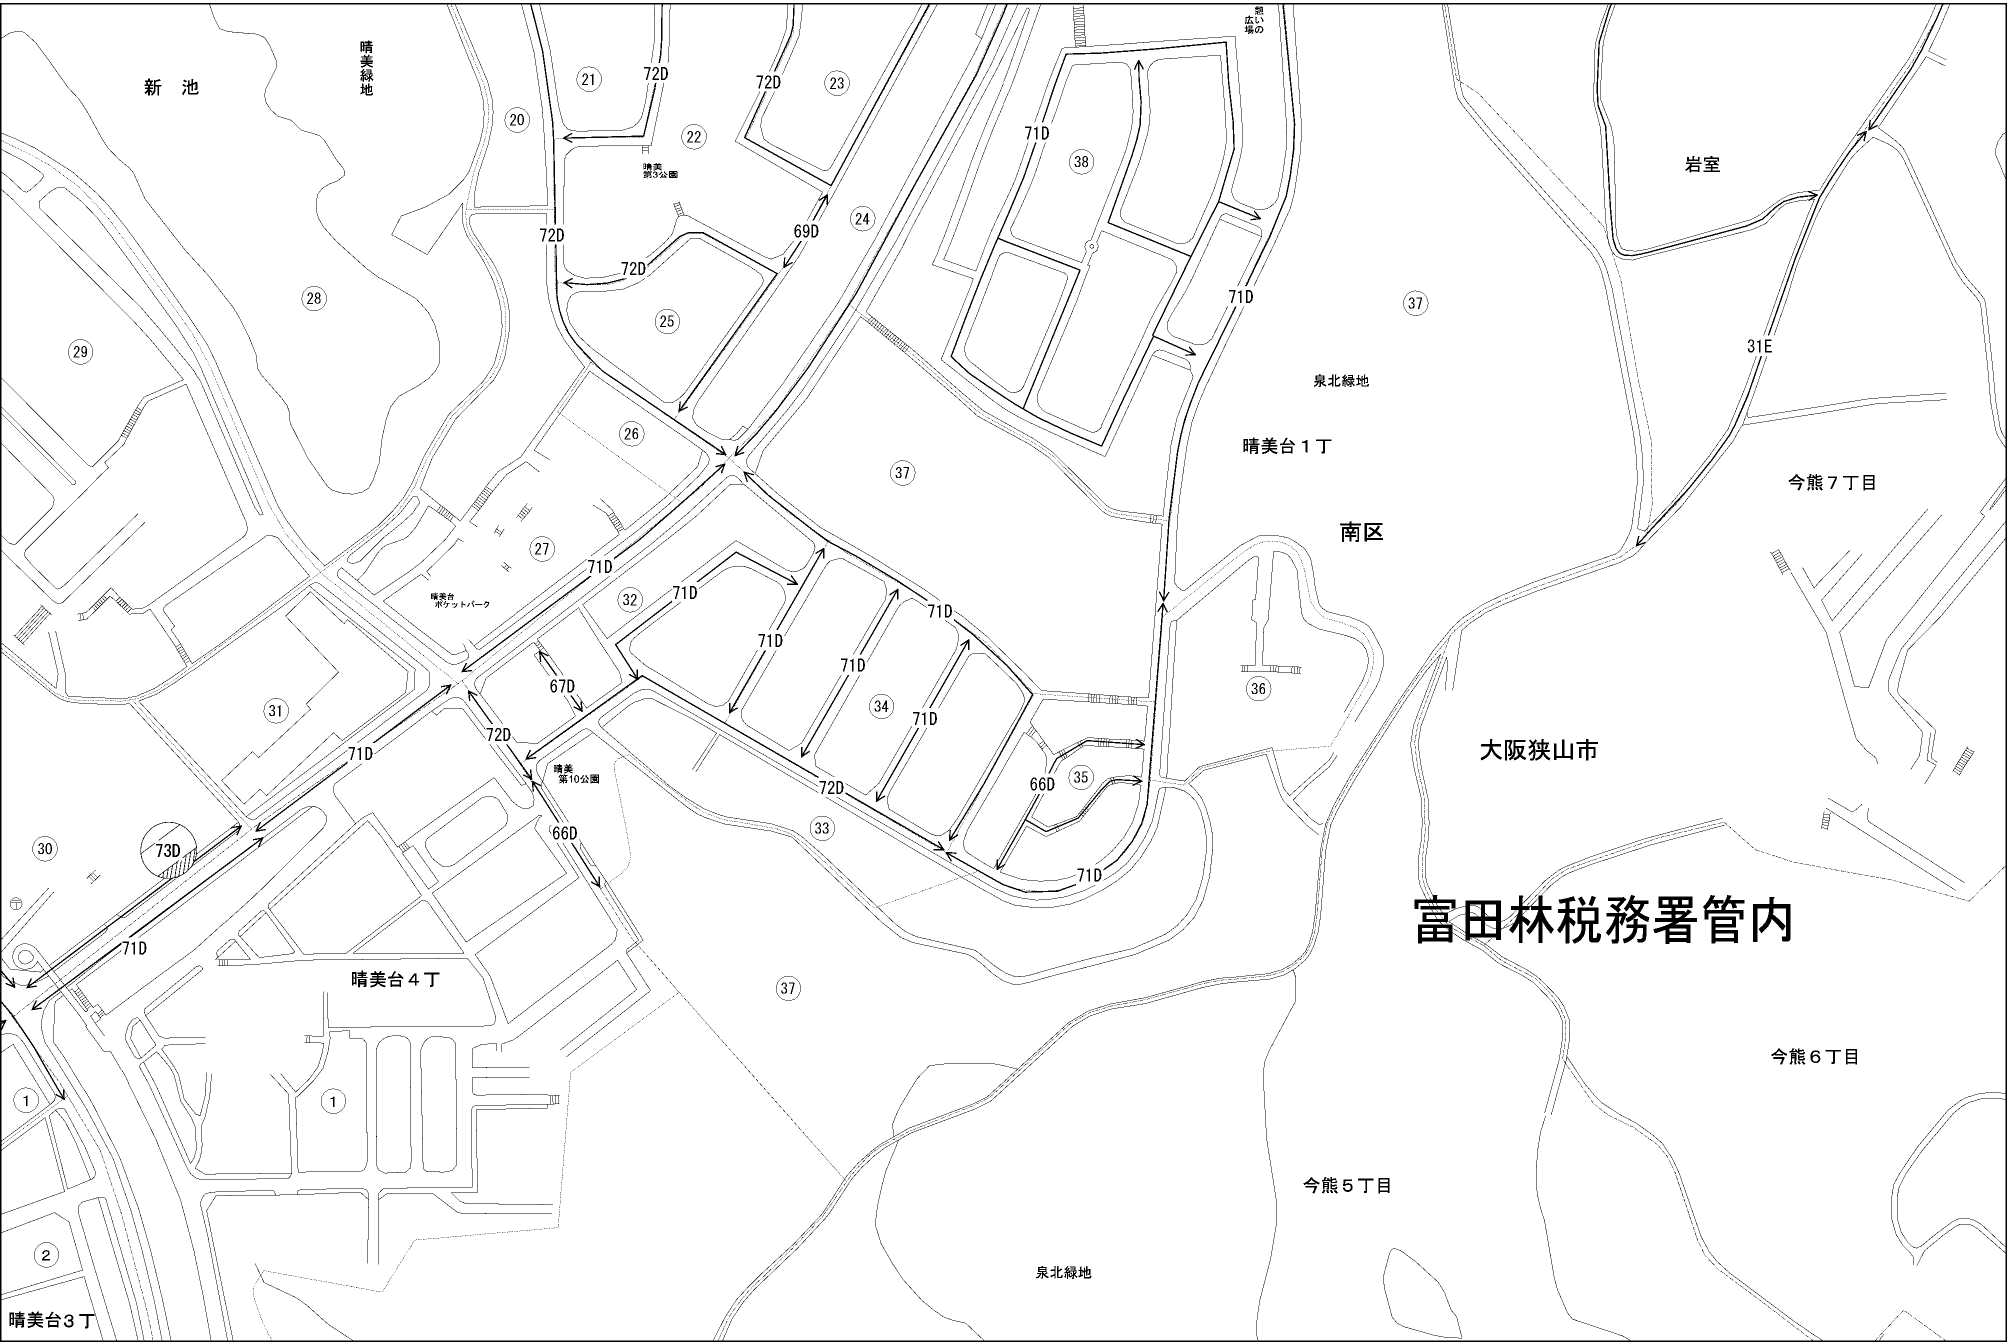 憩いの
広場
新　池
晴美緑地
21
72D
72D
23
20
22
71D
38
岩室
晴美
第3公園
24
72D
69D
72D
28
25
71D
37
29
31E
泉北緑地
26
晴美台１丁
37
今熊７丁目
南区
27
71D
晴美台
ポケットパーク
71D
32
71D
71D
71D
67D
36
31
34
71D
72D
71D
大阪狭山市
晴美
第10公園
35
66D
72D
33
66D
30
73D
71D
富田林税務署管内
〒
71D
晴美台４丁
37
今熊６丁目
1
1
今熊５丁目
2
泉北緑地
晴美台３丁